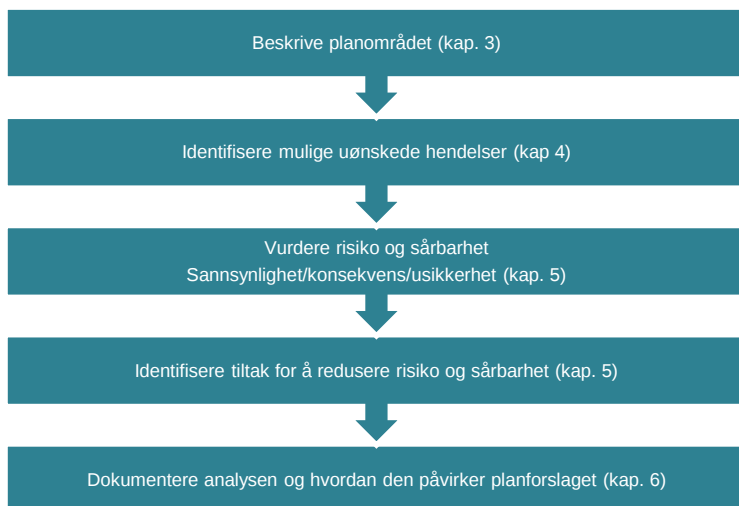 Beskrive planområdet (kap. 3)
Identifisere mulige uønskede hendelser (kap 4)
Vurdere risiko og sårbarhet
Sannsynlighet/konsekvens/usikkerhet (kap. 5)
Identifisere tiltak for å redusere risiko og sårbarhet (kap. 5)
Dokumentere analysen og hvordan den påvirker planforslaget (kap. 6)